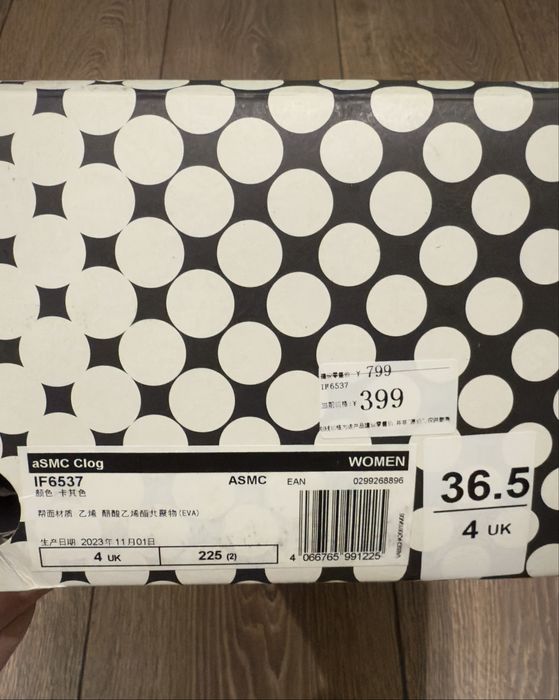 ¥ 799
IF6537
¥ 399
aSMC Clog WOMEN
IF6537 ASMC EAN 0299268896
颜色 卡其色
帮面材质 乙烯 醋酸乙烯酯共聚物(EVA)
生产日期 2023年11月01日
4 UK 225 (2)
4 066765 991225
36.5
4 UK